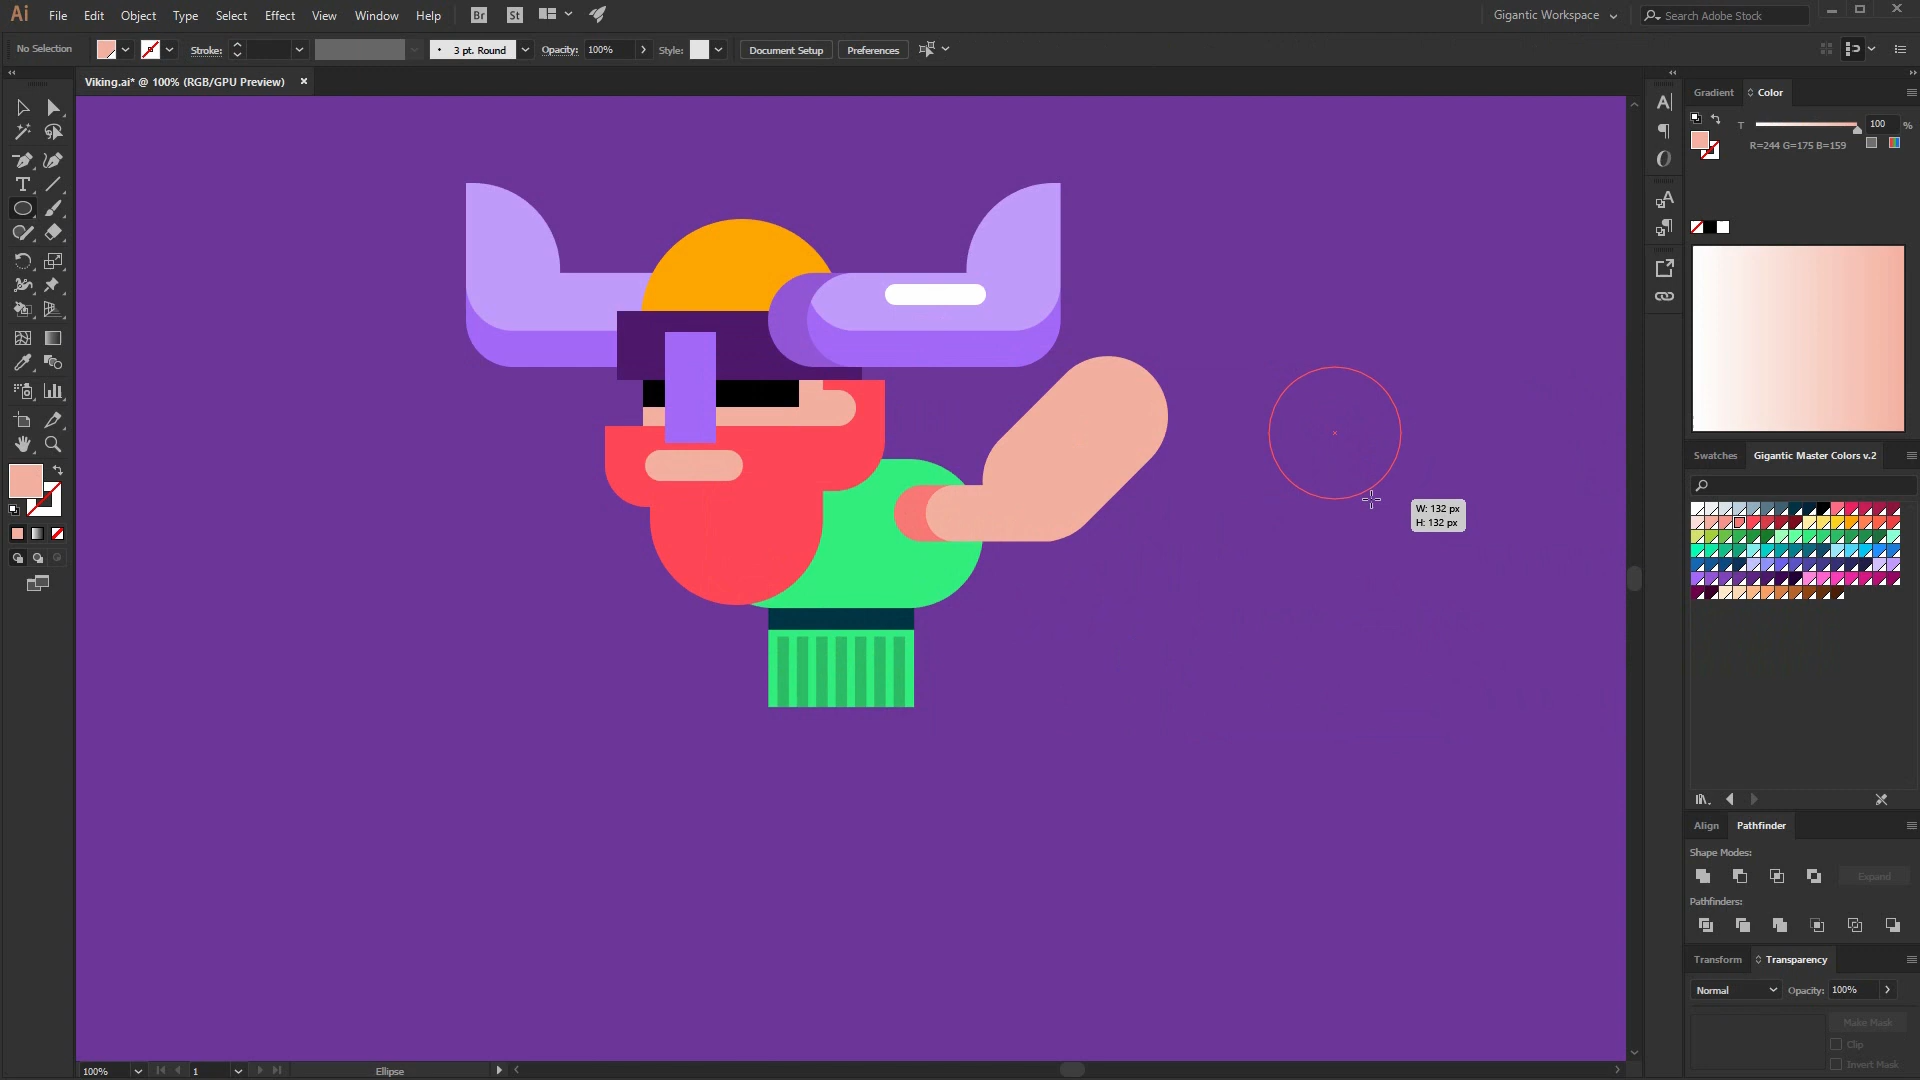 Ai File Edit Object Type Select Effect View Window Help Br St Gigantic Workspace Search Adobe Stock
No Selection Stroke: 3 pt. Round Opacity: 100% Style: Document Setup Preferences
Viking.ai* @ 100% (RGB/GPU Preview)
Gradient Color
T 100 %
R=244 G=175 B=159
Swatches Gigantic Master Colors v.2
W: 132 px
H: 132 px
Align Pathfinder
Shape Modes:
Expand
Pathfinders:
Transform Transparency
Normal Opacity: 100%
Make Mask
Clip
Invert Mask
100% 1 Ellipse